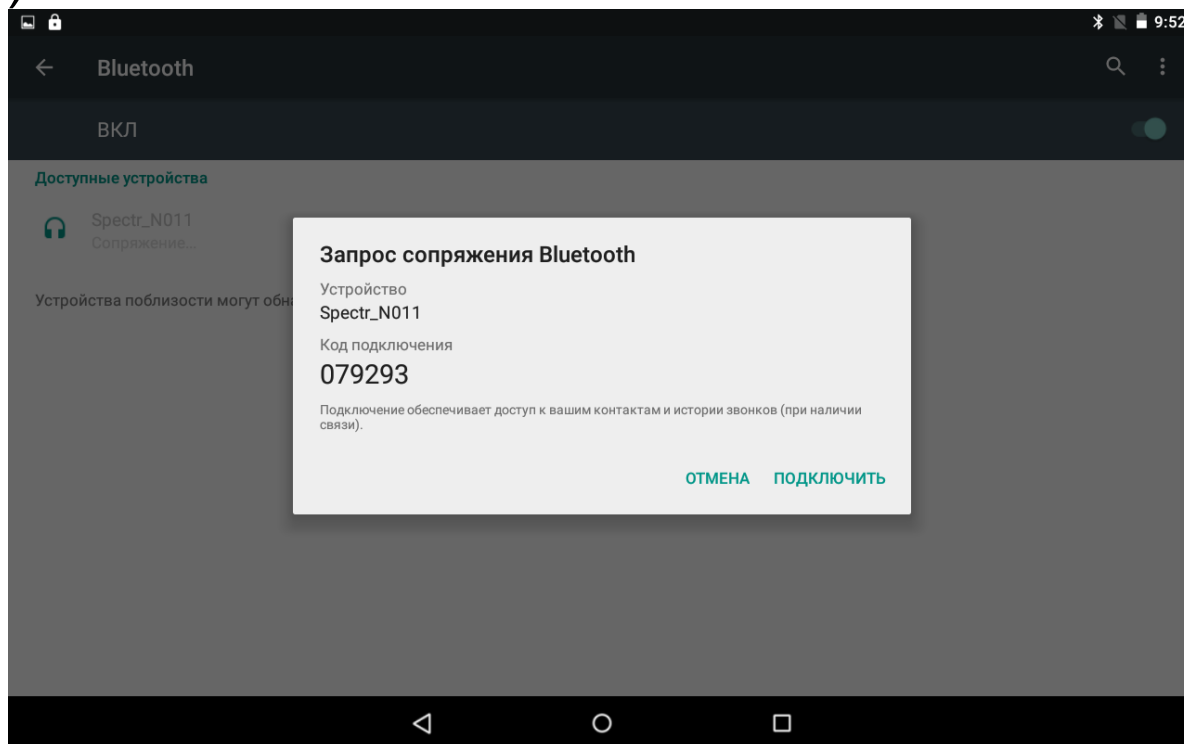 )
9:52
Bluetooth
ВКЛ
Доступные устройства
Spectr_N011
Сопряжение...
Устройства поблизости могут обн
Запрос сопряжения Bluetooth
Устройство
Spectr_N011
Код подключения
079293
Подключение обеспечивает доступ к вашим контактам и истории звонков (при наличии
связи).
ОТМЕНА ПОДКЛЮЧИТЬ